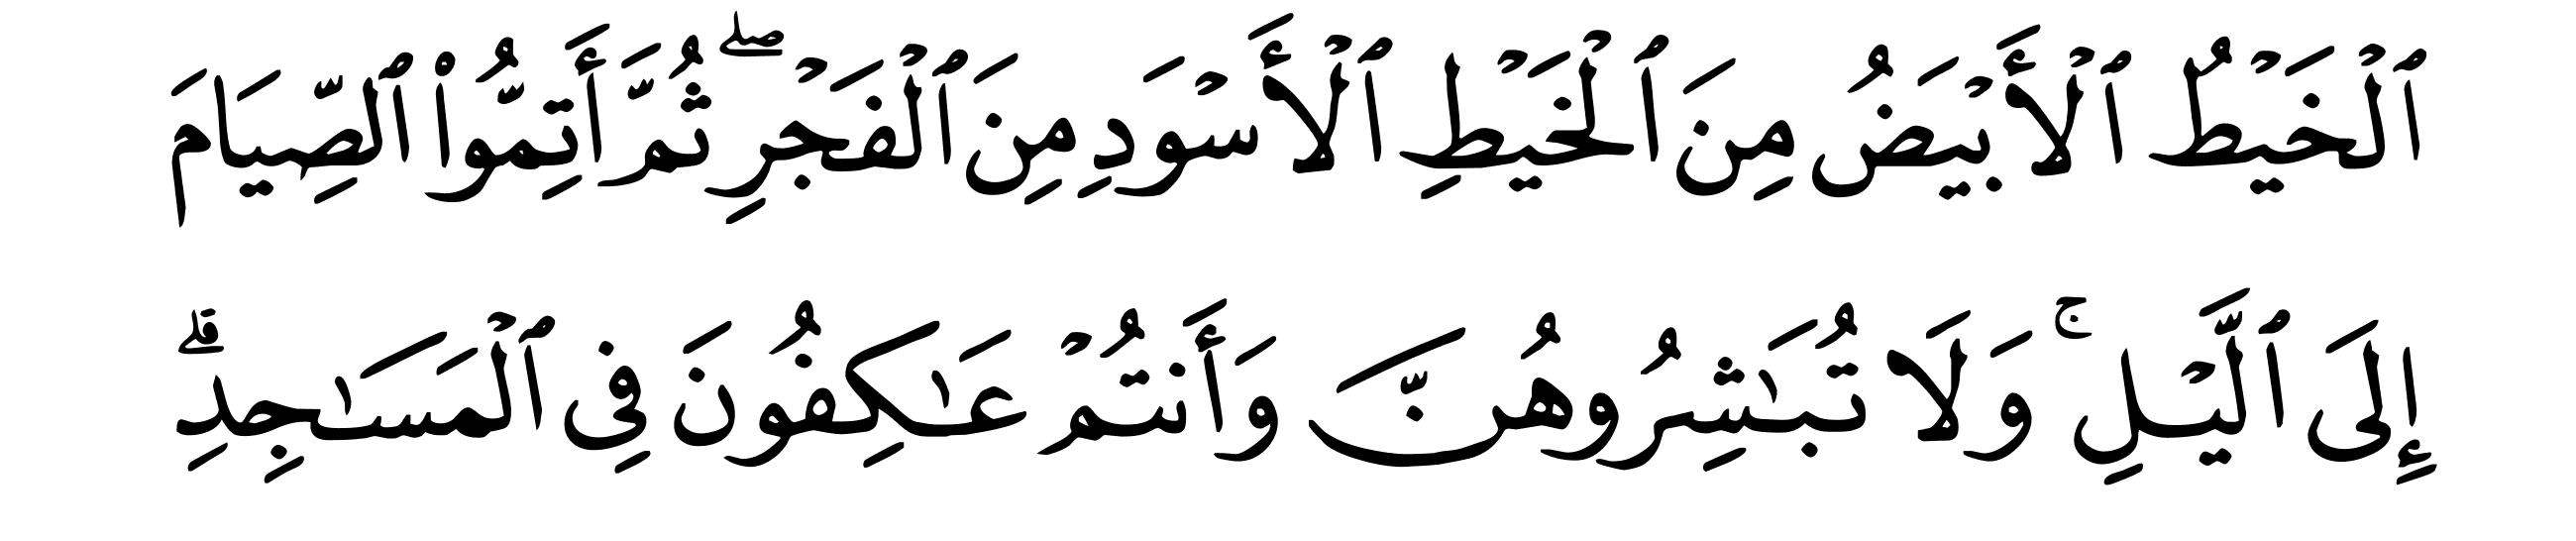 ٱلۡخَيۡطُ ٱلۡأَبۡيَضُ مِنَ ٱلۡخَيۡطِ ٱلۡأَسۡوَدِ مِنَ ٱلۡفَجۡرِۖ ثُمَّ أَتِمُّواْ ٱلصِّيَامَ
إِلَى ٱلَّيۡلِۚ وَلَا تُبَٰشِرُوهُنَّ وَأَنتُمۡ عَٰكِفُونَ فِي ٱلۡمَسَٰجِدِۗ